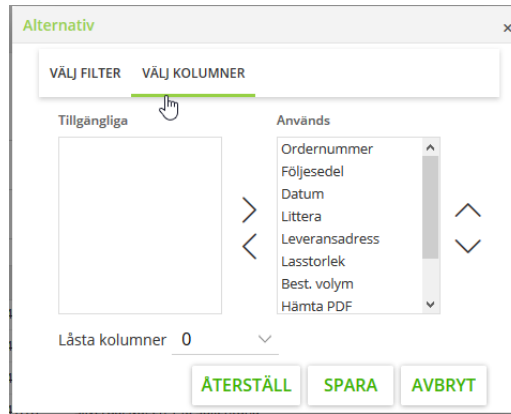 Alternativ
VÄLJ FILTER VÄLJ KOLUMNER
Tillgängliga
Används
Ordernummer
Följesedel
Datum
Littera
Leveransadress
Lasstorlek
Best. volym
Hämta PDF
Låsta kolumner 0
ÅTERSTÄLL SPARA AVBRYT